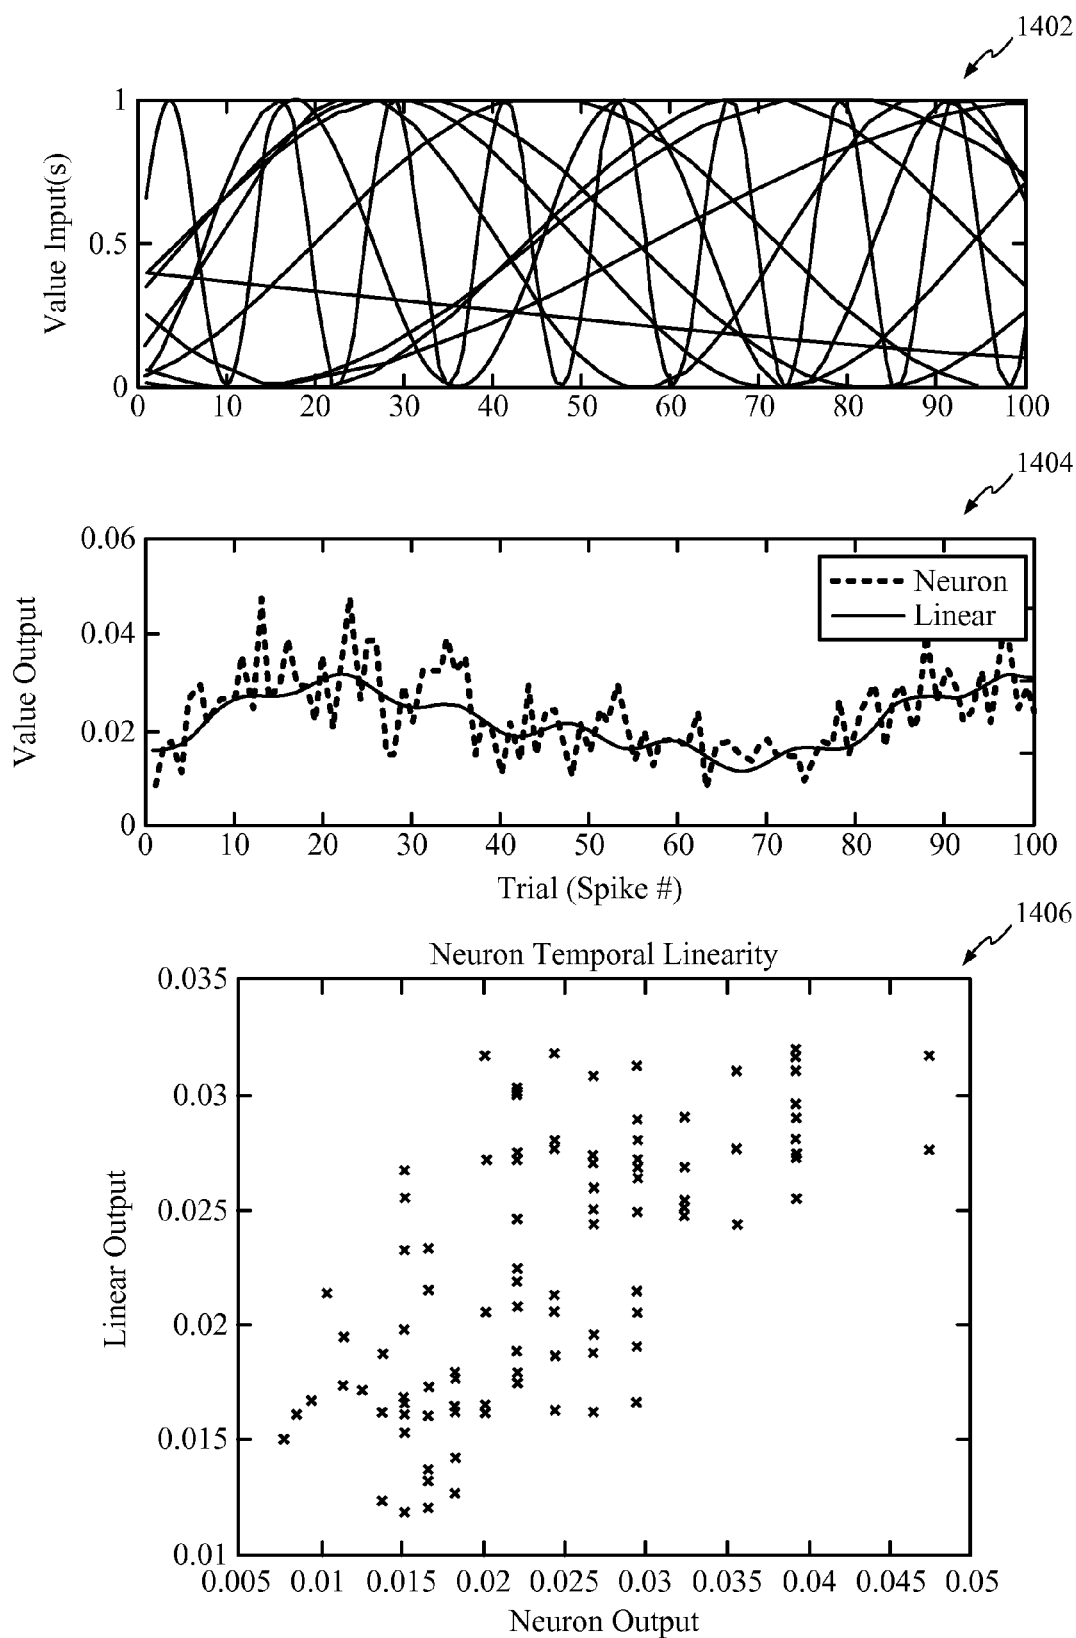 1402
1
0.5
0
Value Input(s)
0 10 20 30 40 50 60 70 80 90 100
1404
0.06
0.04
0.02
0
Value Output
Neuron
Linear
0 10 20 30 40 50 60 70 80 90 100
Trial (Spike #)
1406
Neuron Temporal Linearity
0.035
0.03
0.025
0.02
0.015
0.01
Linear Output
0.005 0.01 0.015 0.02 0.025 0.03 0.035 0.04 0.045 0.05
Neuron Output